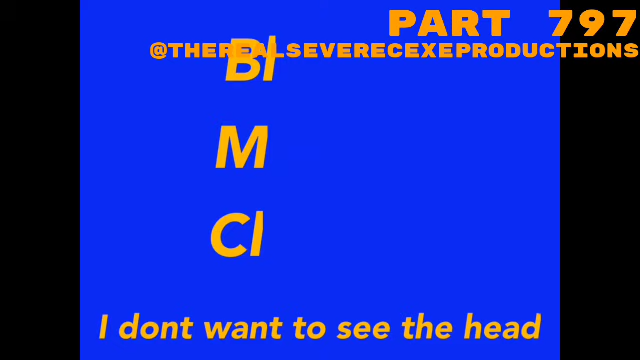 PART 797
@THEREALSEVERECEXEPRODUCTIONS
Bl
M
Cl
I dont want to see the head